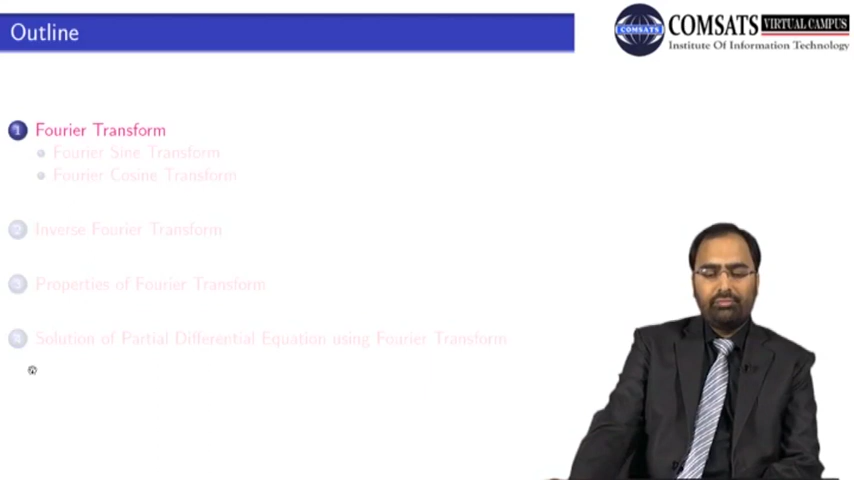 Outline
COMSATS VIRTUAL CAMPUS
COMSATS
Institute Of Information Technology
1 Fourier Transform
Fourier Sine Transform
Fourier Cosine Transform
2 Inverse Fourier Transform
3 Properties of Fourier Transform
4 Solution of Partial Differential Equation using Fourier Transform